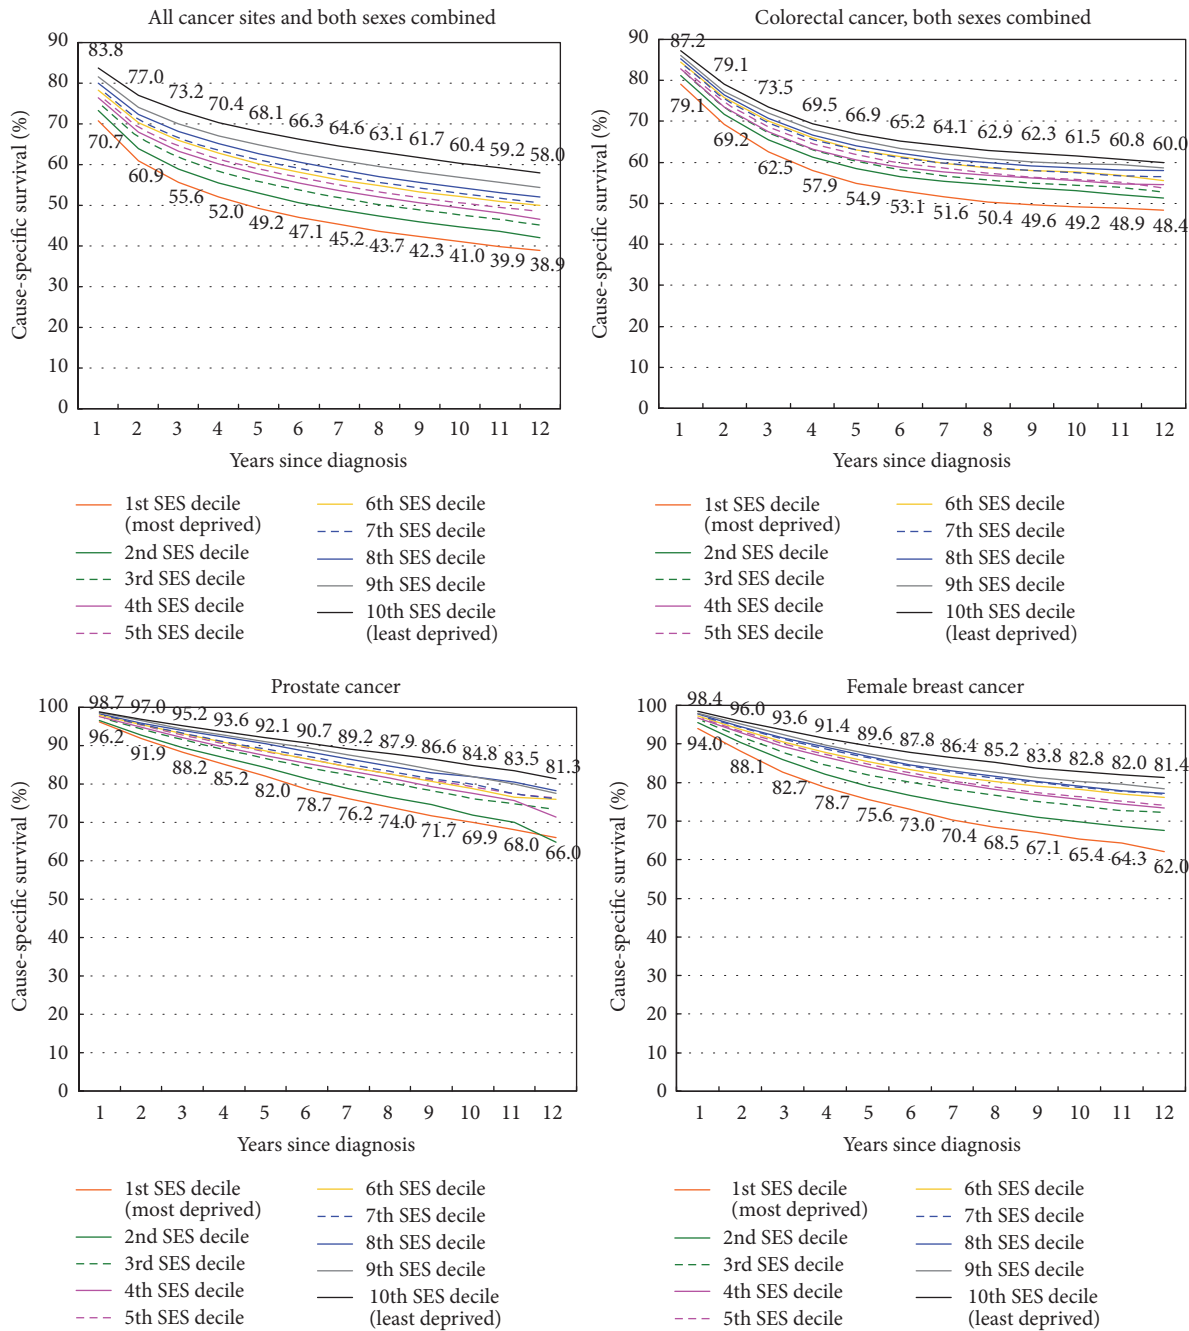 All cancer sites and both sexes combined
90
80
70
60
50
40
30
20
10
0
Cause-specific survival (%)
83.8
77.0
73.2
70.4
68.1
66.3
64.6
63.1
61.7
60.4
59.2
58.0
70.7
60.9
55.6
52.0
49.2
47.1
45.2
43.7
42.3
41.0
39.9
38.9
1 2 3 4 5 6 7 8 9 10 11 12
Years since diagnosis
1st SES decile
(most deprived)
2nd SES decile
3rd SES decile
4th SES decile
5th SES decile
6th SES decile
7th SES decile
8th SES decile
9th SES decile
10th SES decile
(least deprived)
Colorectal cancer, both sexes combined
90
80
70
60
50
40
30
20
10
0
Cause-specific survival (%)
87.2
79.1
73.5
69.5
66.9
65.2
64.1
62.9
62.3
61.5
60.8
60.0
79.1
69.2
62.5
57.9
54.9
53.1
51.6
50.4
49.6
49.2
48.9
48.4
1 2 3 4 5 6 7 8 9 10 11 12
Years since diagnosis
1st SES decile
(most deprived)
2nd SES decile
3rd SES decile
4th SES decile
5th SES decile
6th SES decile
7th SES decile
8th SES decile
9th SES decile
10th SES decile
(least deprived)
Prostate cancer
100
90
80
70
60
50
40
30
20
10
0
Cause-specific survival (%)
98.7
97.0
95.2
93.6
92.1
90.7
89.2
87.9
86.6
84.8
83.5
81.3
96.2
91.9
88.2
85.2
82.0
78.7
76.2
74.0
71.7
69.9
68.0
66.0
1 2 3 4 5 6 7 8 9 10 11 12
Years since diagnosis
1st SES decile
(most deprived)
2nd SES decile
3rd SES decile
4th SES decile
5th SES decile
6th SES decile
7th SES decile
8th SES decile
9th SES decile
10th SES decile
(least deprived)
Female breast cancer
100
90
80
70
60
50
40
30
20
10
0
Cause-specific survival (%)
98.4
96.0
93.6
91.4
89.6
87.8
86.4
85.2
83.8
82.8
82.0
81.4
94.0
88.1
82.7
78.7
75.6
73.0
70.4
68.5
67.1
65.4
64.3
62.0
1 2 3 4 5 6 7 8 9 10 11 12
Years since diagnosis
1st SES decile
(most deprived)
2nd SES decile
3rd SES decile
4th SES decile
5th SES decile
6th SES decile
7th SES decile
8th SES decile
9th SES decile
10th SES decile
(least deprived)